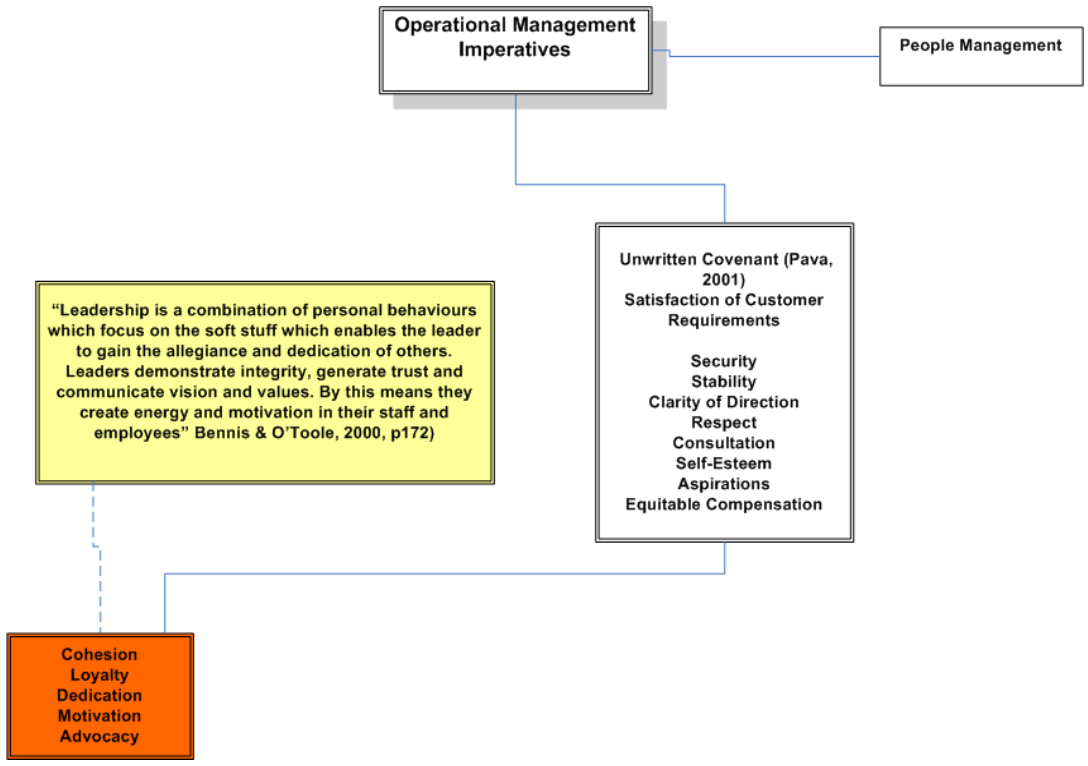 Operational Management
Imperatives
People Management
Unwritten Covenant (Pava,
2001)
Satisfaction of Customer
Requirements
Security
Stability
Clarity of Direction
Respect
Consultation
Self-Esteem
Aspirations
Equitable Compensation
“Leadership is a combination of personal behaviours
which focus on the soft stuff which enables the leader
to gain the allegiance and dedication of others.
Leaders demonstrate integrity, generate trust and
communicate vision and values. By this means they
create energy and motivation in their staff and
employees” Bennis & O’Toole, 2000, p172)
Cohesion
Loyalty
Dedication
Motivation
Advocacy